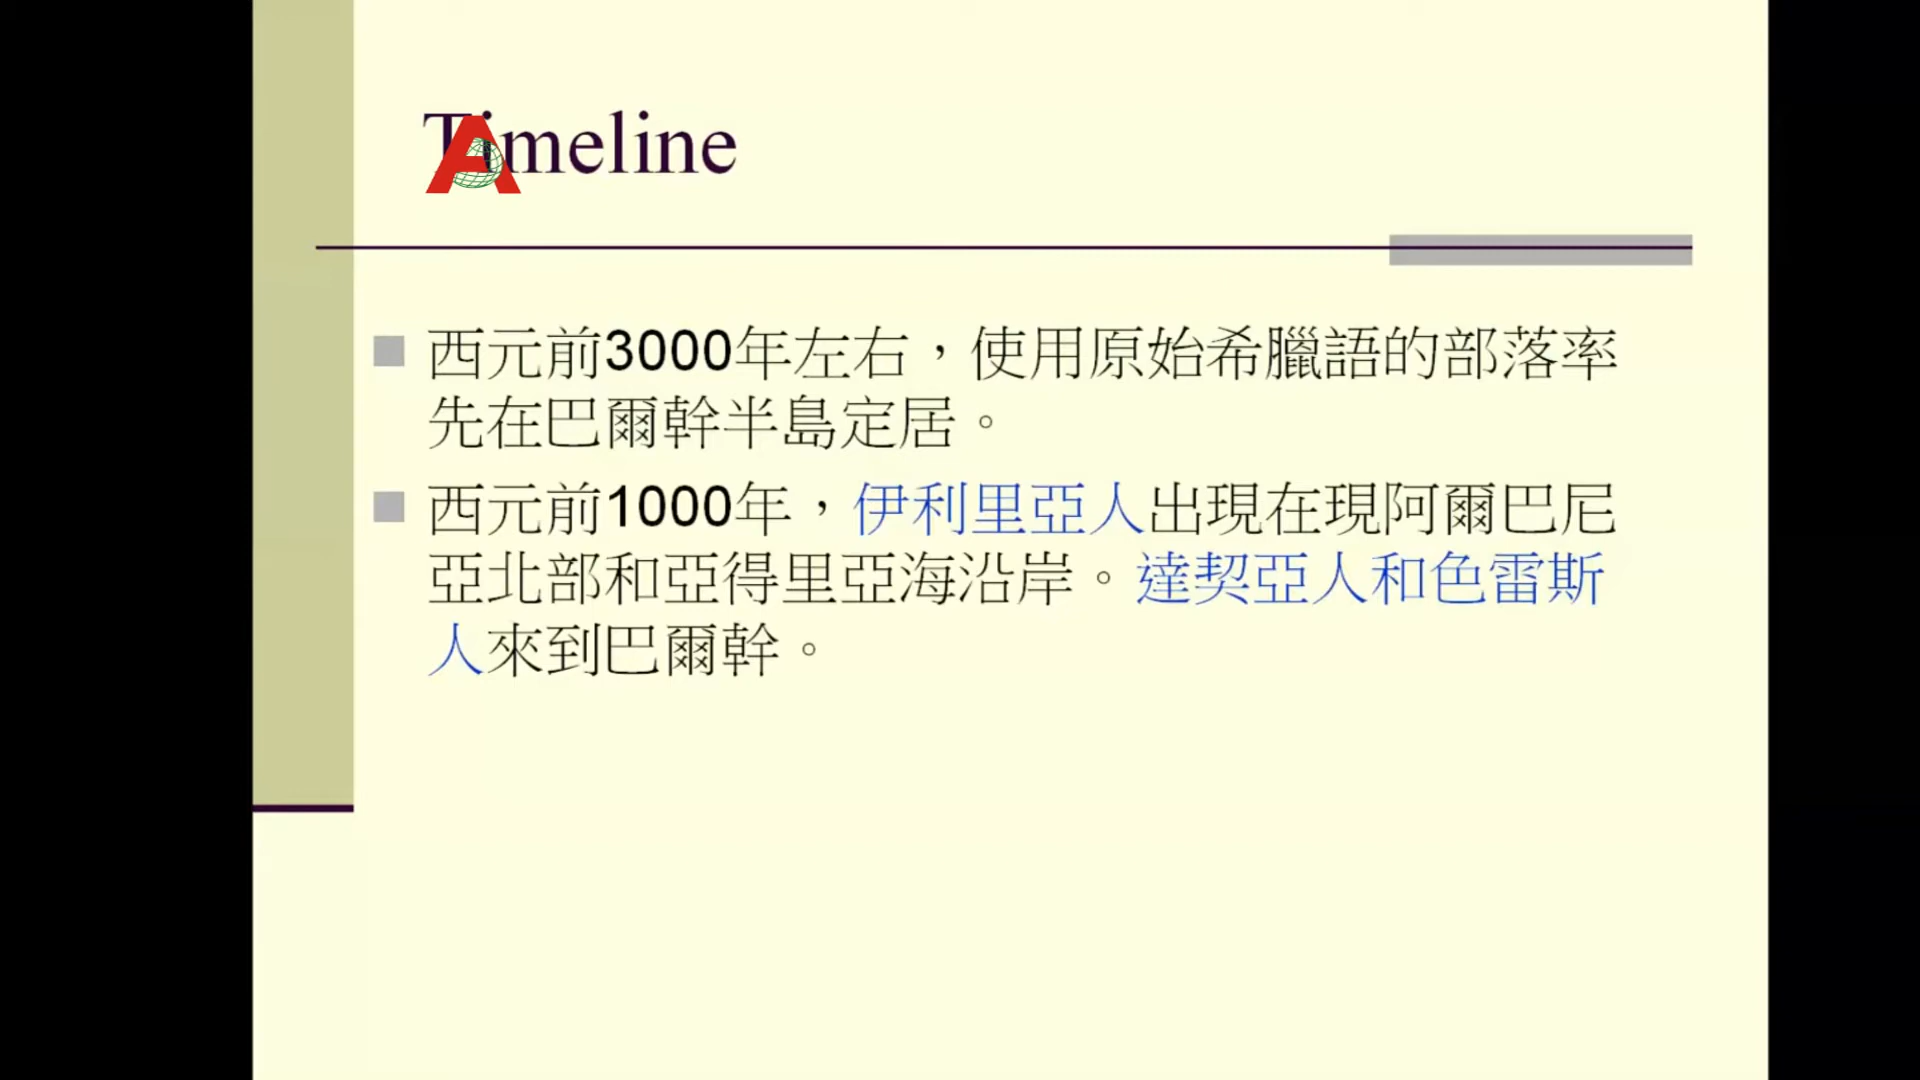 Timeline
西元前3000年左右，使用原始希臘語的部落率
先在巴爾幹半島定居。
西元前1000年，伊利里亞人出現在現阿爾巴尼
亞北部和亞得里亞海沿岸。達契亞人和色雷斯
人來到巴爾幹。